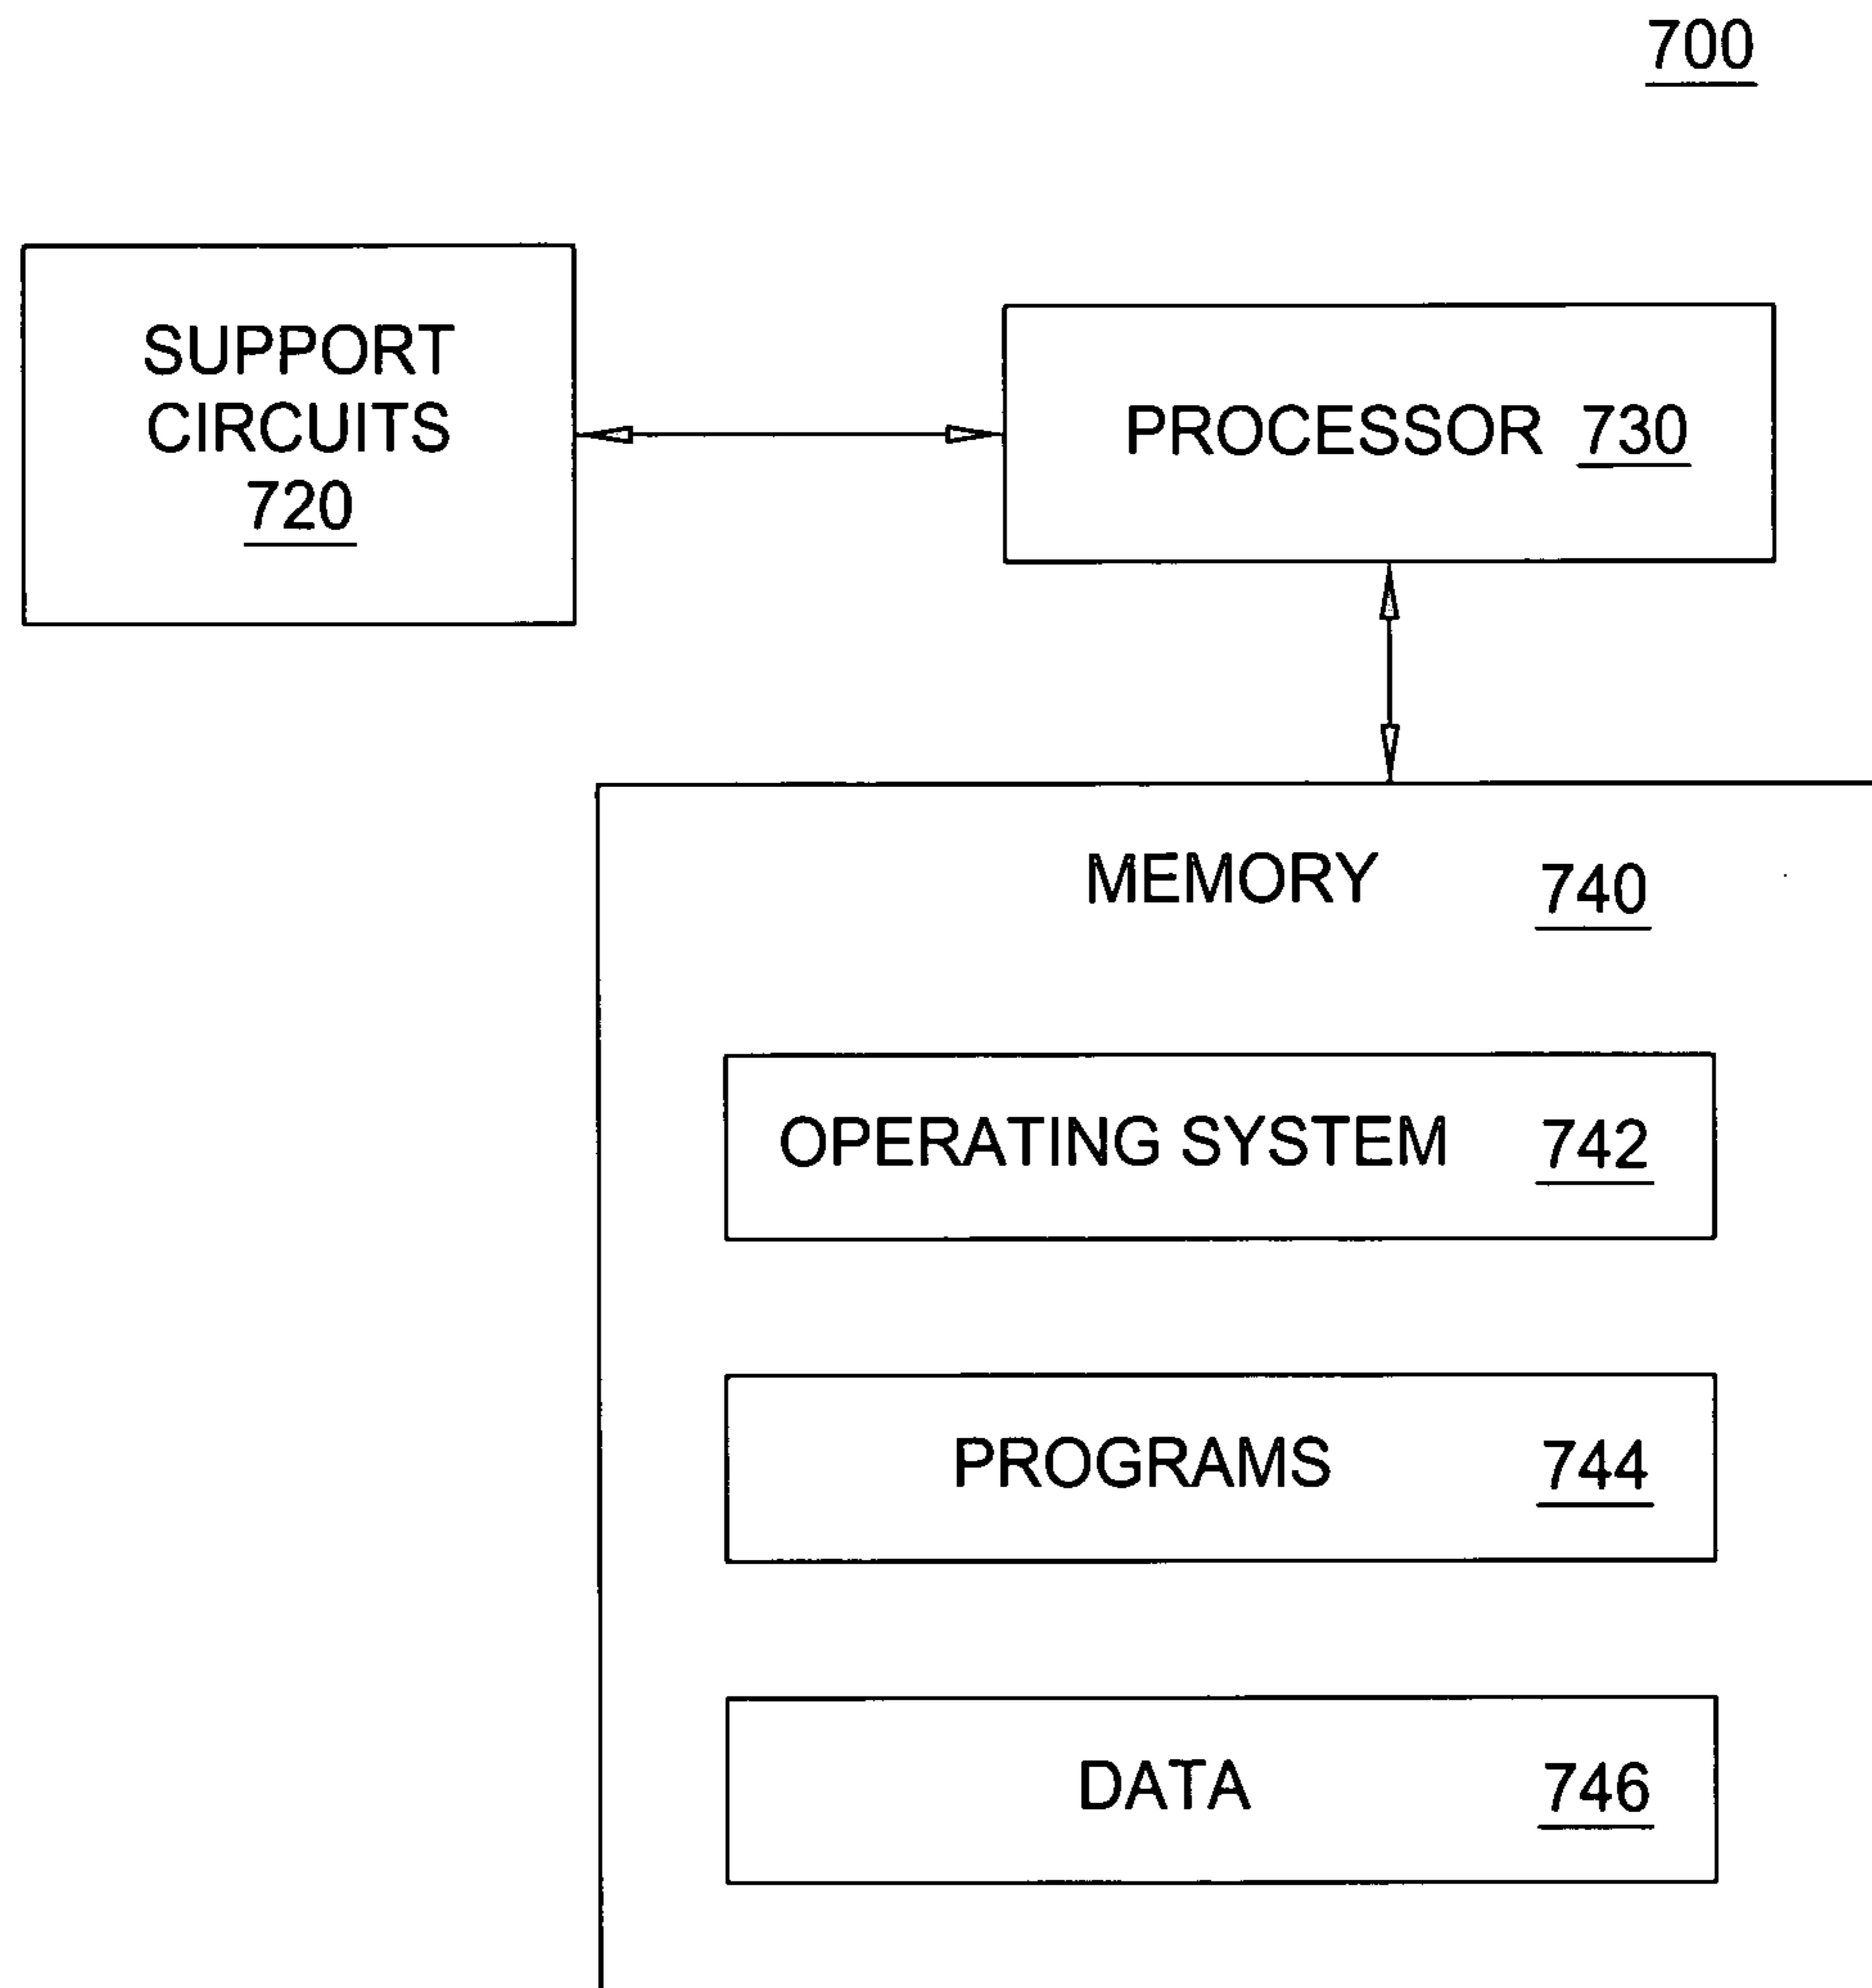 700
SUPPORT
CIRCUITS
720
PROCESSOR 730
MEMORY 740
OPERATING SYSTEM 742
PROGRAMS 744
DATA 746